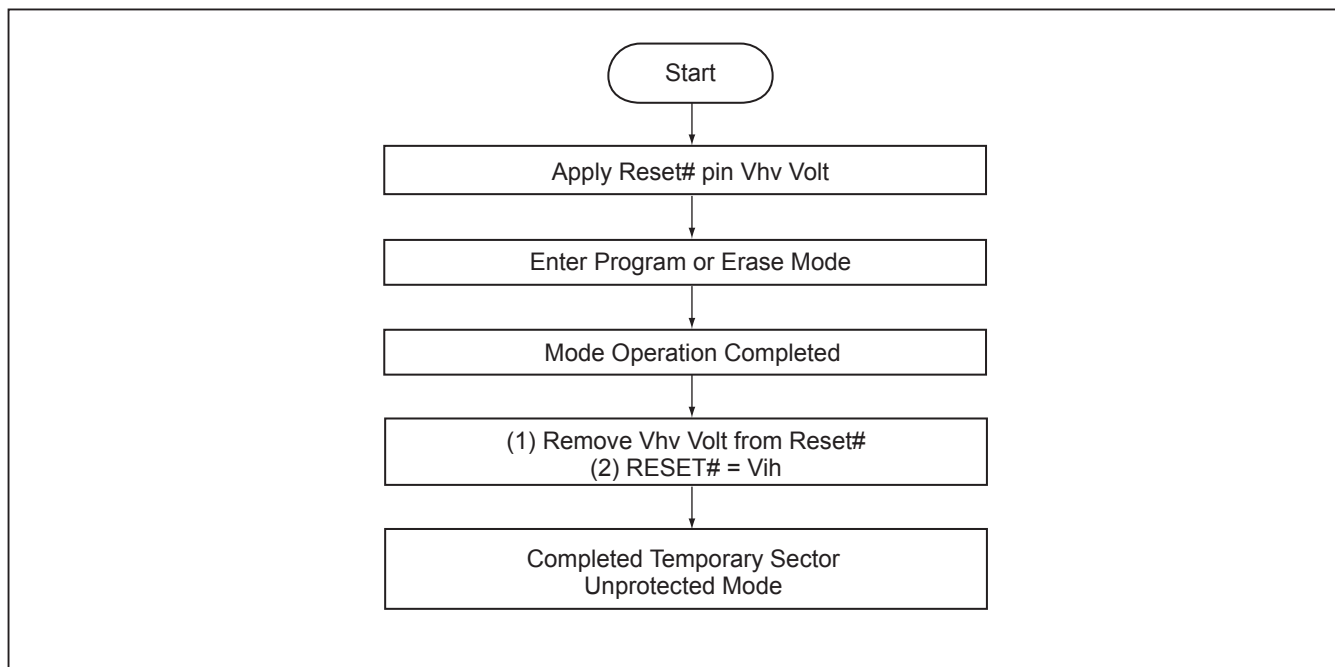 Start
Apply Reset# pin Vhv Volt
Enter Program or Erase Mode
Mode Operation Completed
(1) Remove Vhv Volt from Reset#
(2) RESET# = Vih
Completed Temporary Sector
Unprotected Mode